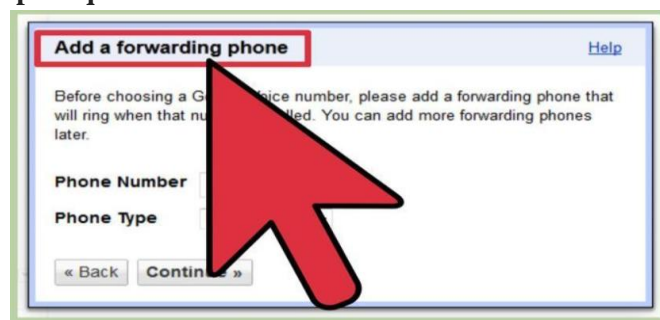 Add a forwarding phone
Help
Before choosing a G oice number, please add a forwarding phone that
will ring when that nu lled. You can add more forwarding phones
later.
Phone Number
Phone Type
« Back Contin »